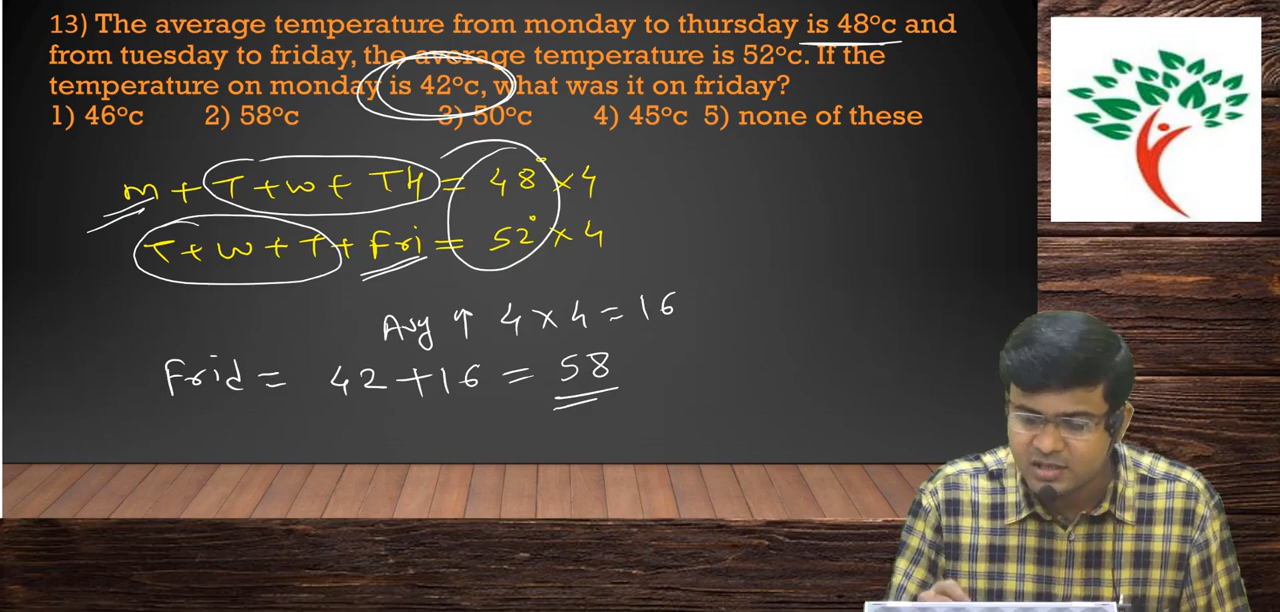 13) The average temperature from monday to thursday is 48°c and
from tuesday to friday, the average temperature is 52°c. If the
temperature on monday is 42°c, what was it on friday?
1) 46°c 2) 58°c 3) 50°c 4) 45°c 5) none of these
m + T + w + TH = 48° × 4
T + w + T + Fri = 52° × 4
Avg ↑ 4 × 4 = 16
Frid = 42 + 16 = 58